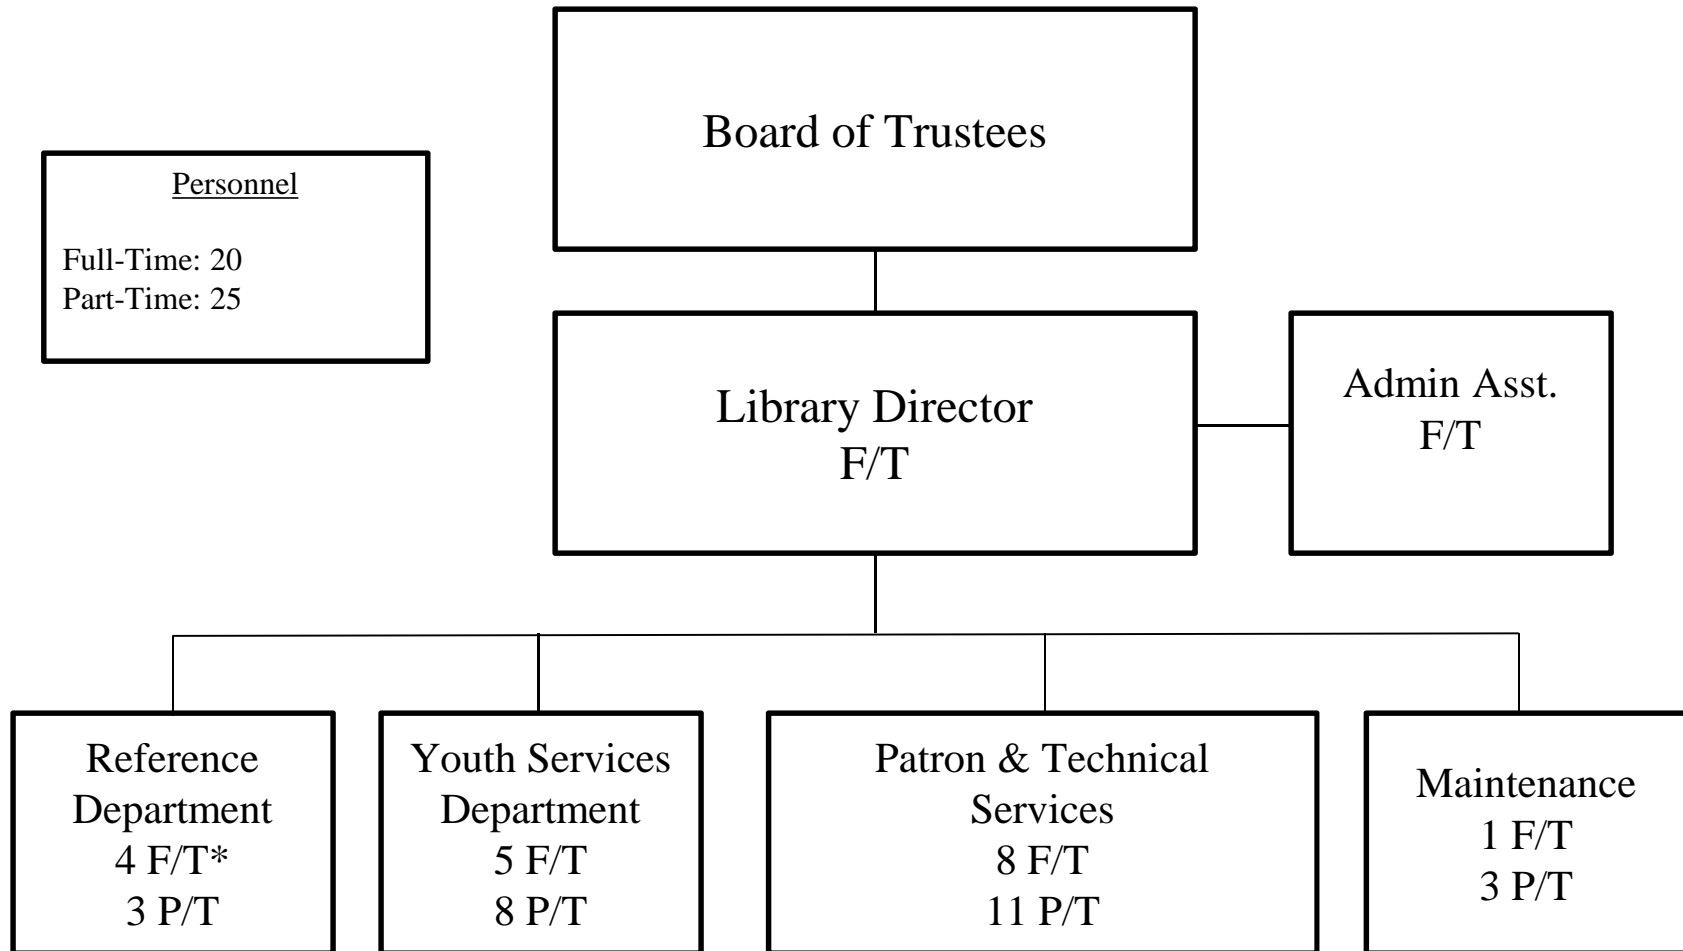 Board of Trustees
Personnel
Full-Time: 20
Part-Time: 25
Library Director
F/T
Admin Asst.
F/T
Reference
Department
4 F/T*
3 P/T
Youth Services
Department
5 F/T
8 P/T
Patron & Technical
Services
8 F/T
11 P/T
Maintenance
1 F/T
3 P/T